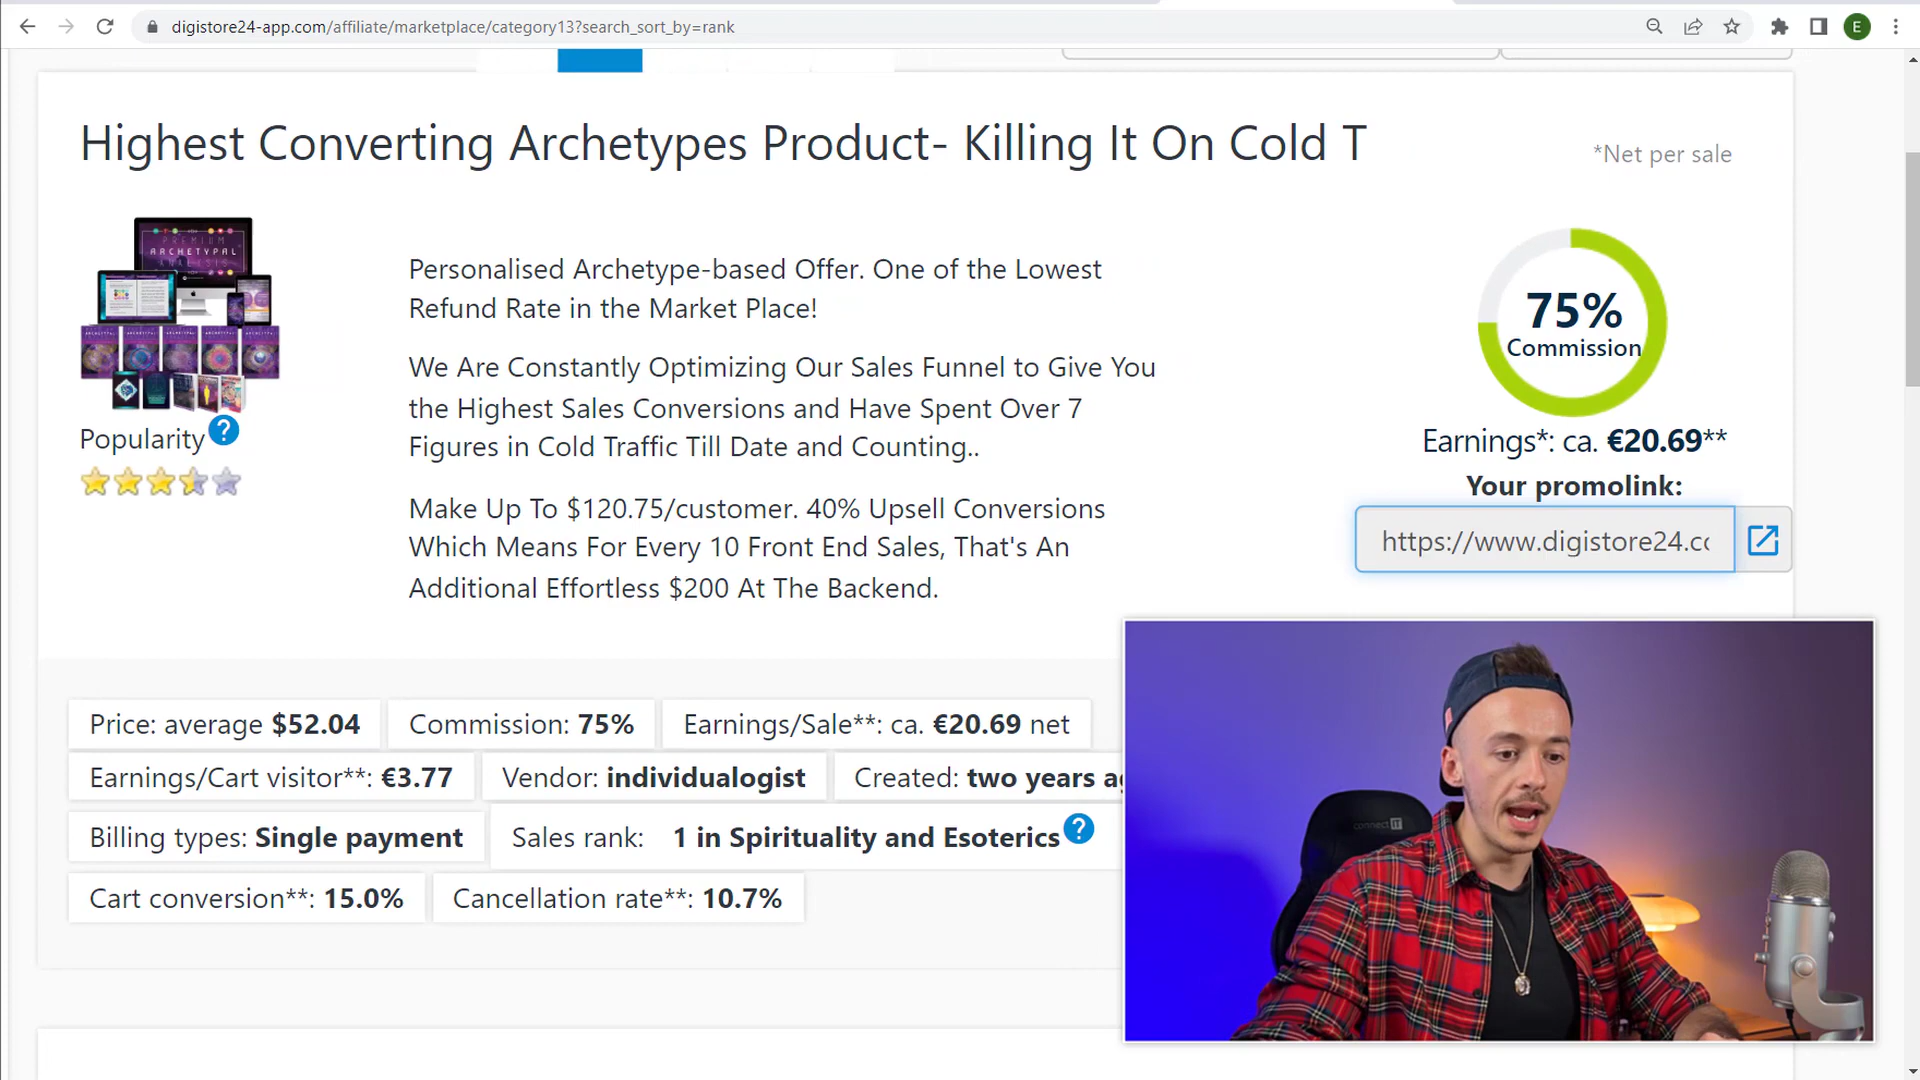 digistore24-app.com/affiliate/marketplace/category13?search_sort_by=rank
E
Highest Converting Archetypes Product- Killing It On Cold T
*Net per sale
PREMIUM
ARCHETYPAL
ANALYSIS
Personalised Archetype-based Offer. One of the Lowest
Refund Rate in the Market Place!
We Are Constantly Optimizing Our Sales Funnel to Give You
the Highest Sales Conversions and Have Spent Over 7
Figures in Cold Traffic Till Date and Counting..
Make Up To $120.75/customer. 40% Upsell Conversions
Which Means For Every 10 Front End Sales, That's An
Additional Effortless $200 At The Backend.
Popularity ?
75%
Commission
Earnings*: ca. €20.69**
Your promolink:
https://www.digistore24.co
Price: average $52.04
Commission: 75%
Earnings/Sale**: ca. €20.69 net
Earnings/Cart visitor**: €3.77
Vendor: individualogist
Created: two years ag
Billing types: Single payment
Sales rank: 1 in Spirituality and Esoterics ?
Cart conversion**: 15.0%
Cancellation rate**: 10.7%
connect IT